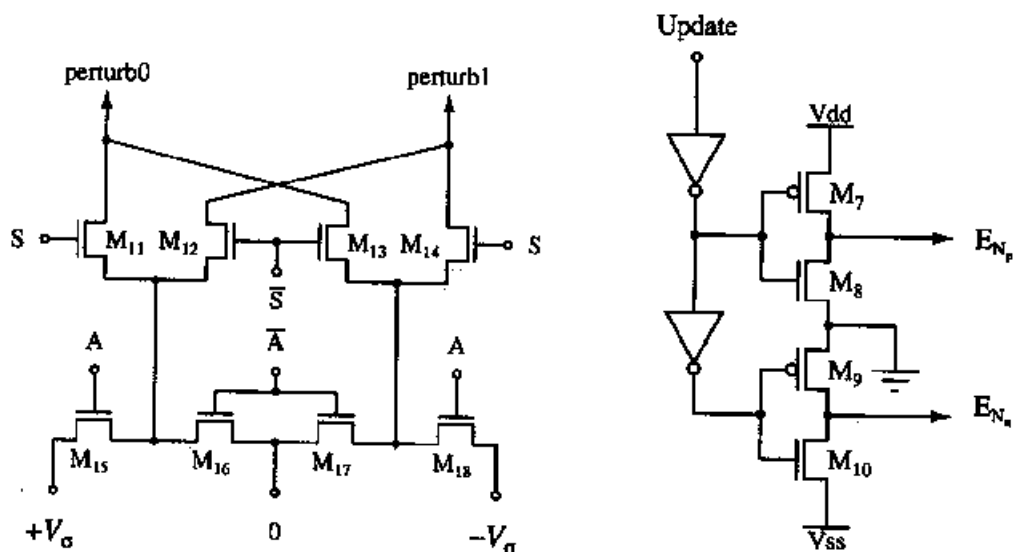 perturb0
perturb1
S
M₁₁
M₁₂
M₁₃
M₁₄
S
S̅
A
A̅
A
M₁₅
M₁₆
M₁₇
M₁₈
+Vσ
0
−Vσ
Update
Vdd
M₇
E_Nₚ
M₈
M₉
E_Nₙ
M₁₀
Vss